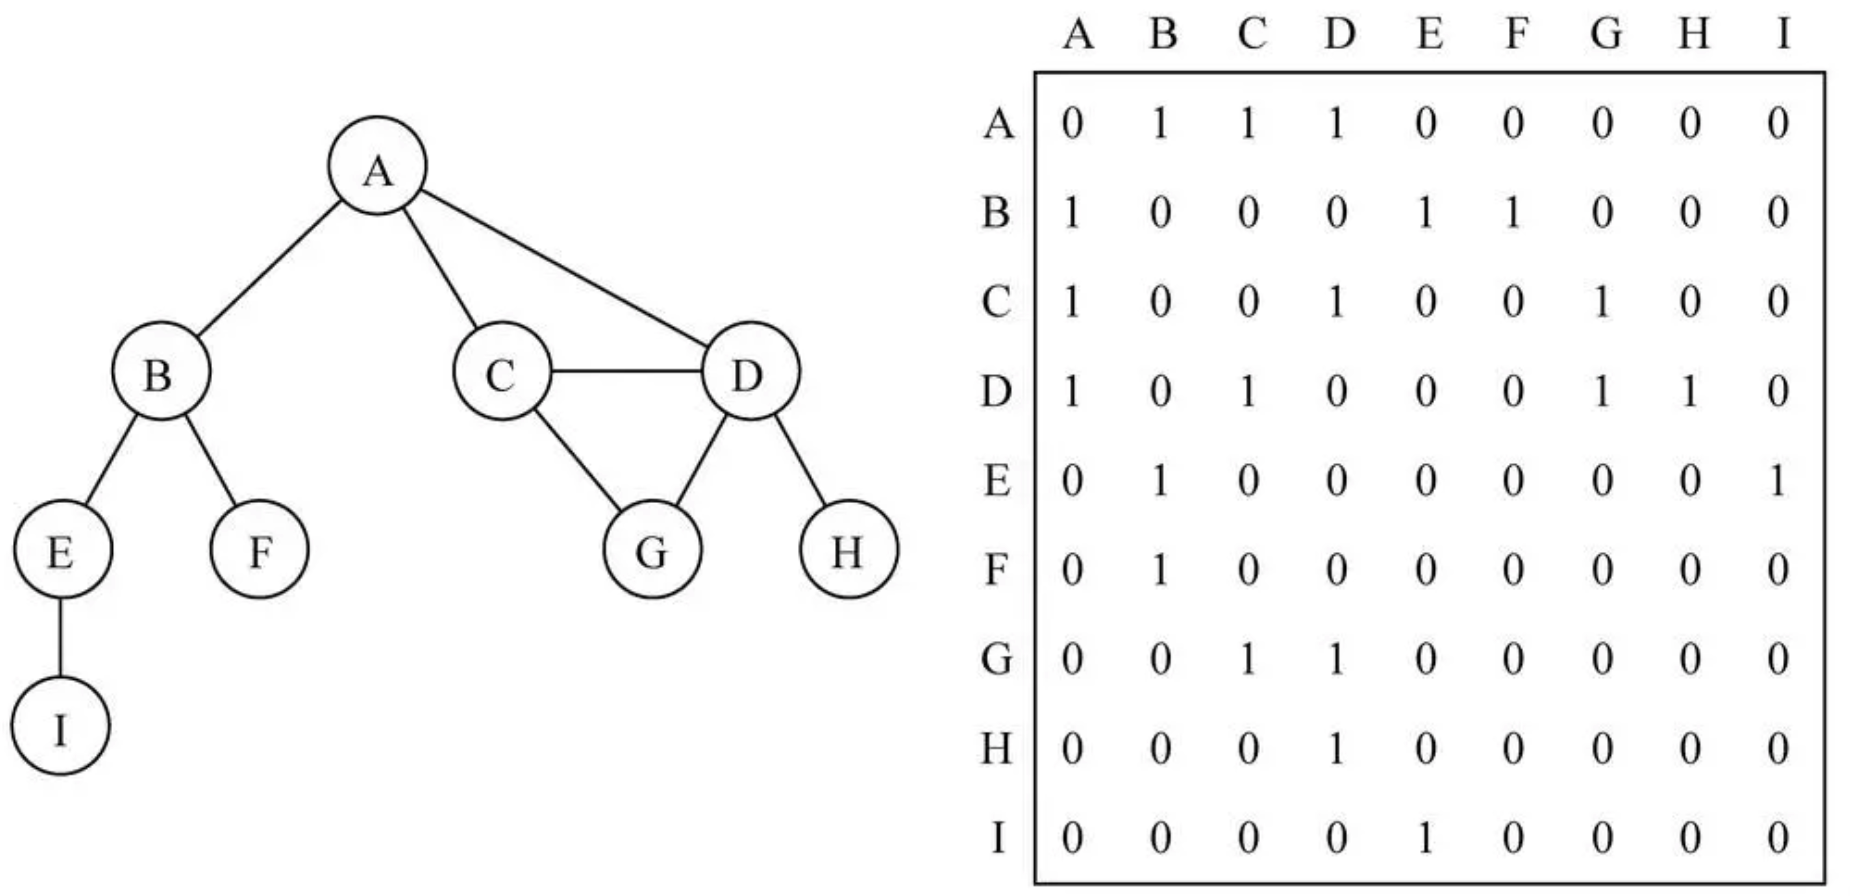 A
B C D
E F G H
I
A B C D E F G H I
A 0 1 1 1 0 0 0 0 0
B 1 0 0 0 1 1 0 0 0
C 1 0 0 1 0 0 1 0 0
D 1 0 1 0 0 0 1 1 0
E 0 1 0 0 0 0 0 0 1
F 0 1 0 0 0 0 0 0 0
G 0 0 1 1 0 0 0 0 0
H 0 0 0 1 0 0 0 0 0
I 0 0 0 0 1 0 0 0 0